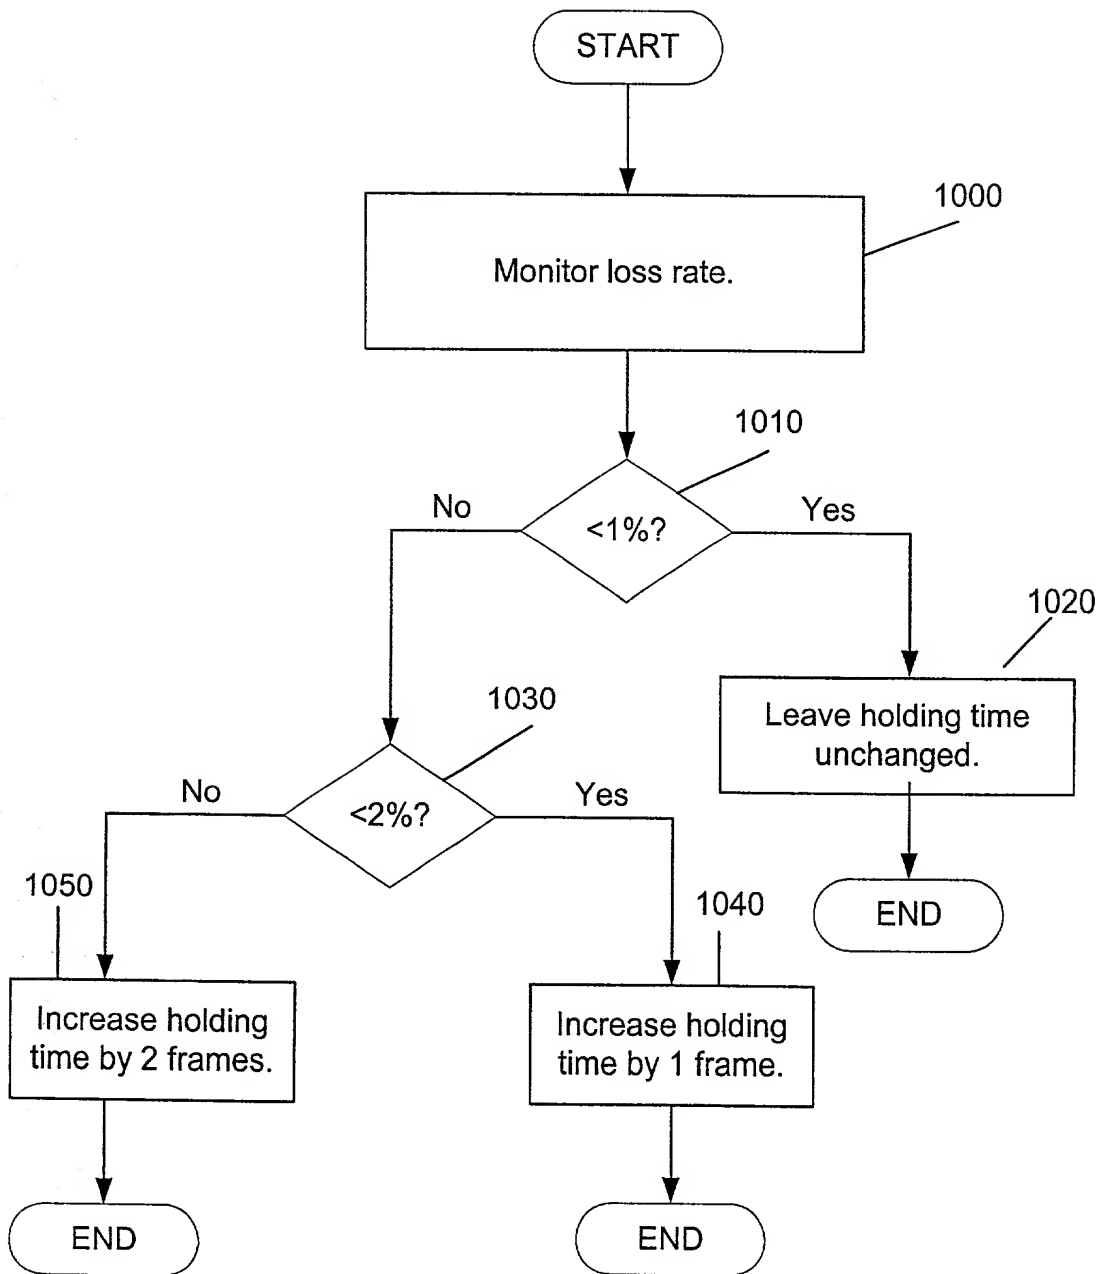 START
1000
Monitor loss rate.
1010
No
<1%?
Yes
1020
Leave holding time
unchanged.
1030
No
<2%?
Yes
END
1050
1040
Increase holding
time by 2 frames.
Increase holding
time by 1 frame.
END
END